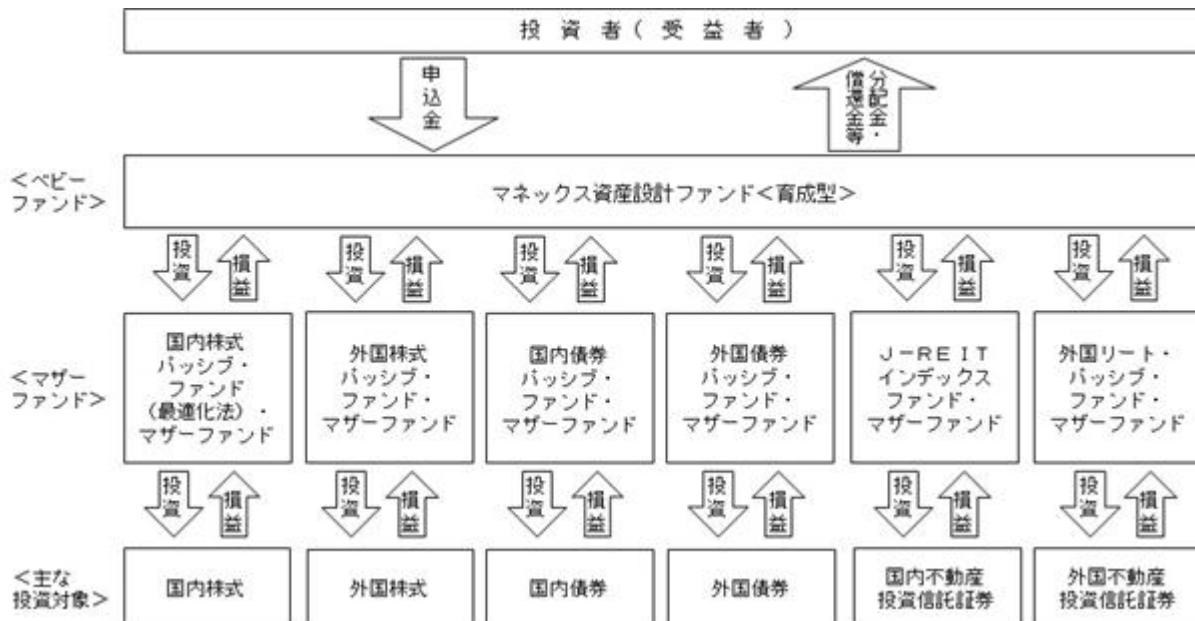 投資者(受益者)
申込金
分配金・
償還金等
<ベビー
ファンド>
マネックス資産設計ファンド<育成型>
投資
損益
投資
損益
投資
損益
投資
損益
投資
損益
投資
損益
<マザー
ファンド>
国内株式
パッシブ・
ファンド
(最適化法)・
マザーファンド
外国株式
パッシブ・
ファンド・
マザーファンド
国内債券
パッシブ・
ファンド・
マザーファンド
外国債券
パッシブ・
ファンド・
マザーファンド
J-REIT
インデックス
ファンド・
マザーファンド
外国リート・
パッシブ・
ファンド・
マザーファンド
投資
損益
投資
損益
投資
損益
投資
損益
投資
損益
投資
損益
<主な
投資対象>
国内株式
外国株式
国内債券
外国債券
国内不動産
投資信託証券
外国不動産
投資信託証券